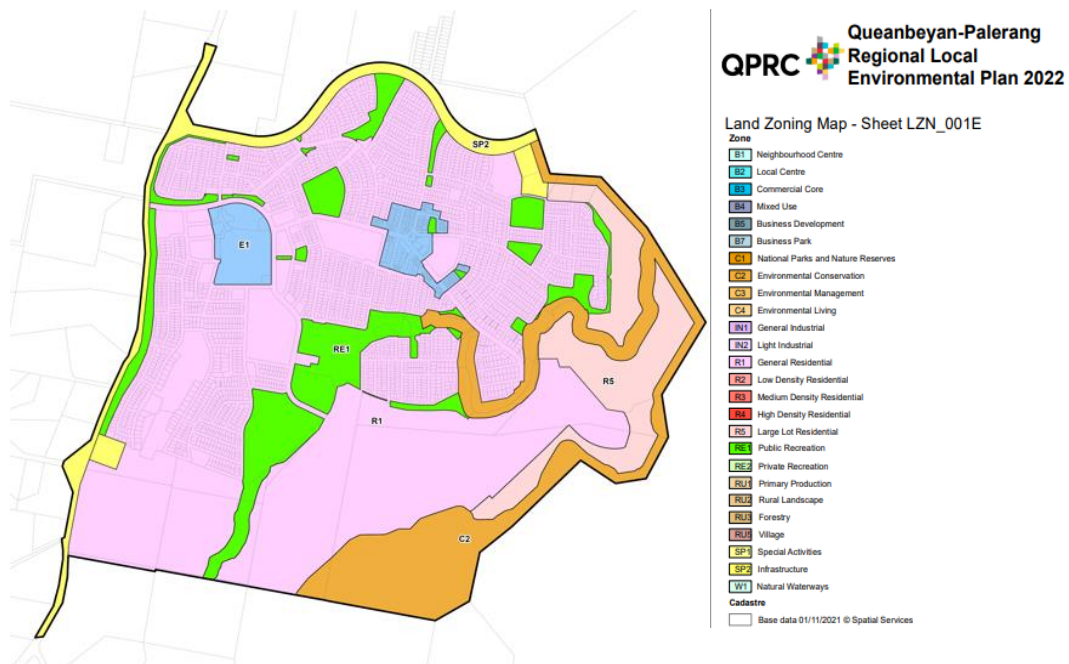 QPRC
Queanbeyan-Palerang
Regional Local
Environmental Plan 2022
Land Zoning Map - Sheet LZN_001E
Zone
B1 Neighbourhood Centre
B2 Local Centre
B3 Commercial Core
B4 Mixed Use
B5 Business Development
B7 Business Park
C1 National Parks and Nature Reserves
C2 Environmental Conservation
C3 Environmental Management
C4 Environmental Living
IN1 General Industrial
IN2 Light Industrial
R1 General Residential
R2 Low Density Residential
R3 Medium Density Residential
R4 High Density Residential
R5 Large Lot Residential
RE1 Public Recreation
RE2 Private Recreation
RU1 Primary Production
RU2 Rural Landscape
RU3 Forestry
RU5 Village
SP1 Special Activities
SP2 Infrastructure
W1 Natural Waterways
Cadastre
Base data 01/11/2021 © Spatial Services
SP2
E1
RE1
R5
R1
C2